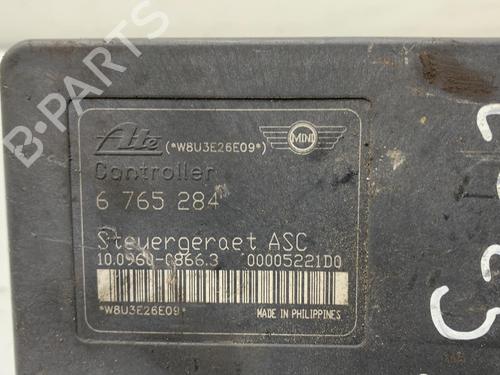 B-PARTS
Ate (*W8U3E26E09*) MINI
Controller
6 765 284
Steuergeraet ASC
10.0960-0866.3 00005221D0
*W8U3E26E09* MADE IN PHILIPPINES